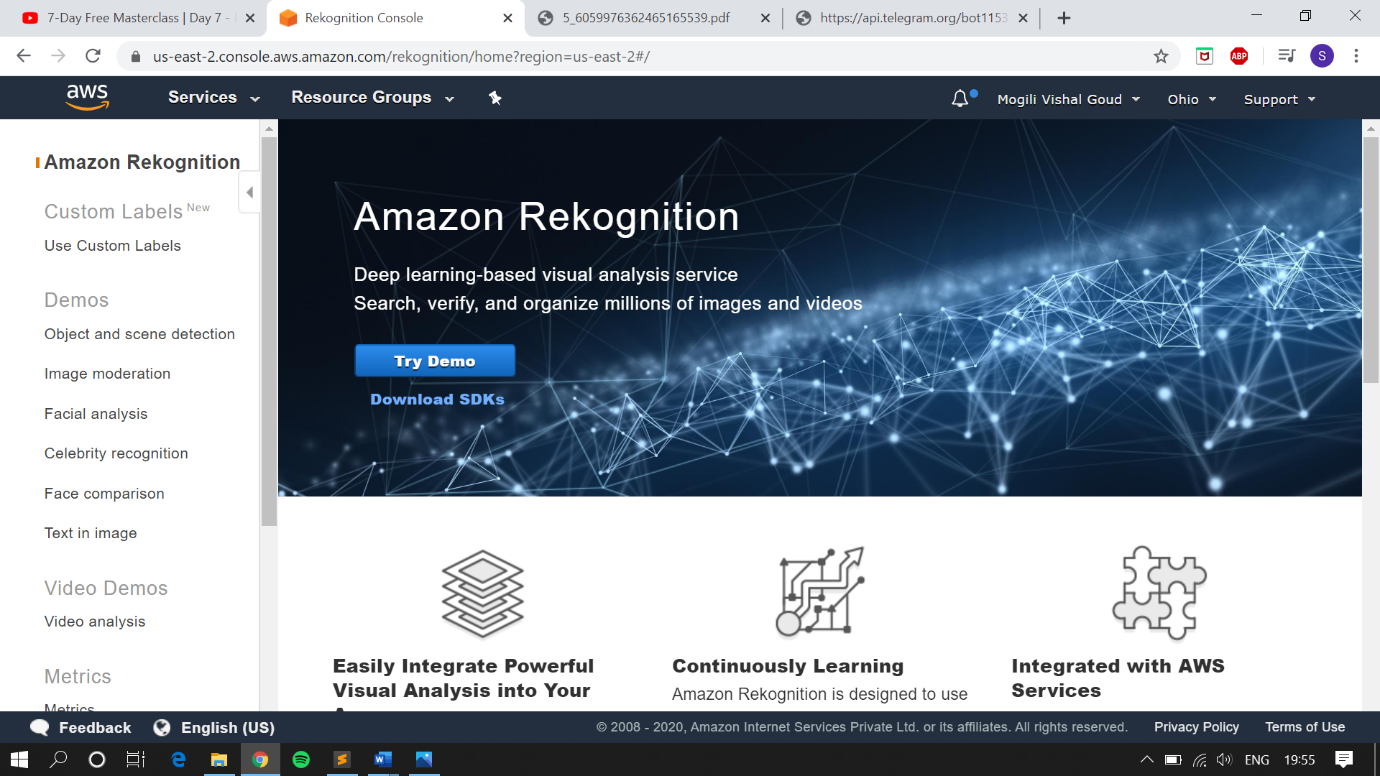 7-Day Free Masterclass | Day 7 -
Rekognition Console
5_6059976362465165539.pdf
https://api.telegram.org/bot1153
us-east-2.console.aws.amazon.com/rekognition/home?region=us-east-2#/
ABP
S
aws
Services
Resource Groups
Mogili Vishal Goud
Ohio
Support
Amazon Rekognition
Custom Labels New
Use Custom Labels
Demos
Object and scene detection
Image moderation
Facial analysis
Celebrity recognition
Face comparison
Text in image
Video Demos
Video analysis
Metrics
Metrics
Amazon Rekognition
Deep learning-based visual analysis service
Search, verify, and organize millions of images and videos
Try Demo
Download SDKs
Easily Integrate Powerful
Visual Analysis into Your
Continuously Learning
Amazon Rekognition is designed to use
Integrated with AWS
Services
Feedback
English (US)
© 2008 - 2020, Amazon Internet Services Private Ltd. or its affiliates. All rights reserved.
Privacy Policy
Terms of Use
ENG
19:55